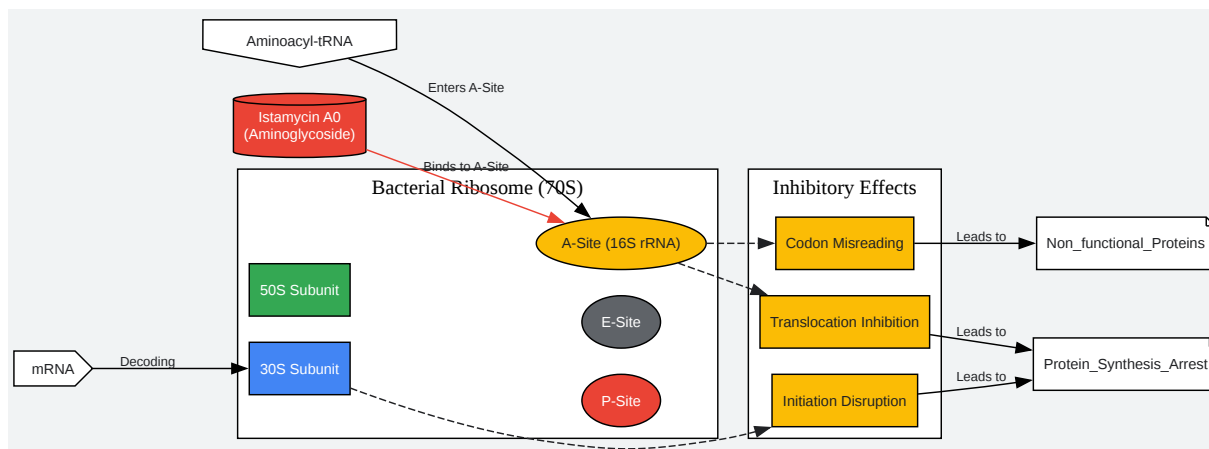 Aminoacyl-tRNA
Enters A-Site
Istamycin A0
(Aminoglycoside)
Binds to A-Site
Bacterial Ribosome (70S)
Inhibitory Effects
A-Site (16S rRNA)
Codon Misreading
Leads to
Non_functional_Proteins
50S Subunit
E-Site
Translocation Inhibition
Leads to
Protein_Synthesis_Arrest
mRNA
Decoding
30S Subunit
P-Site
Initiation Disruption
Leads to